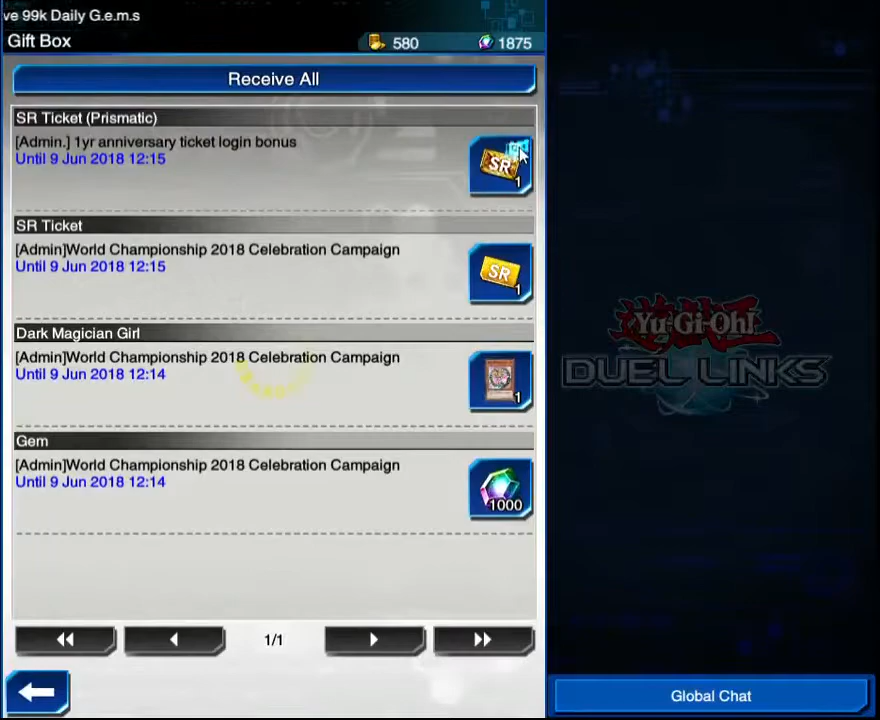 ve 99k Daily G.e.m.s
Gift Box
580
1875
Receive All
SR Ticket (Prismatic)
[Admin.] 1yr anniversary ticket login bonus
Until 9 Jun 2018 12:15
SR
1
SR Ticket
[Admin]World Championship 2018 Celebration Campaign
Until 9 Jun 2018 12:15
SR
1
Dark Magician Girl
[Admin]World Championship 2018 Celebration Campaign
Until 9 Jun 2018 12:14
1
Gem
[Admin]World Championship 2018 Celebration Campaign
Until 9 Jun 2018 12:14
1000
1/1
Yu-Gi-Oh!
DUEL LINKS
Global Chat